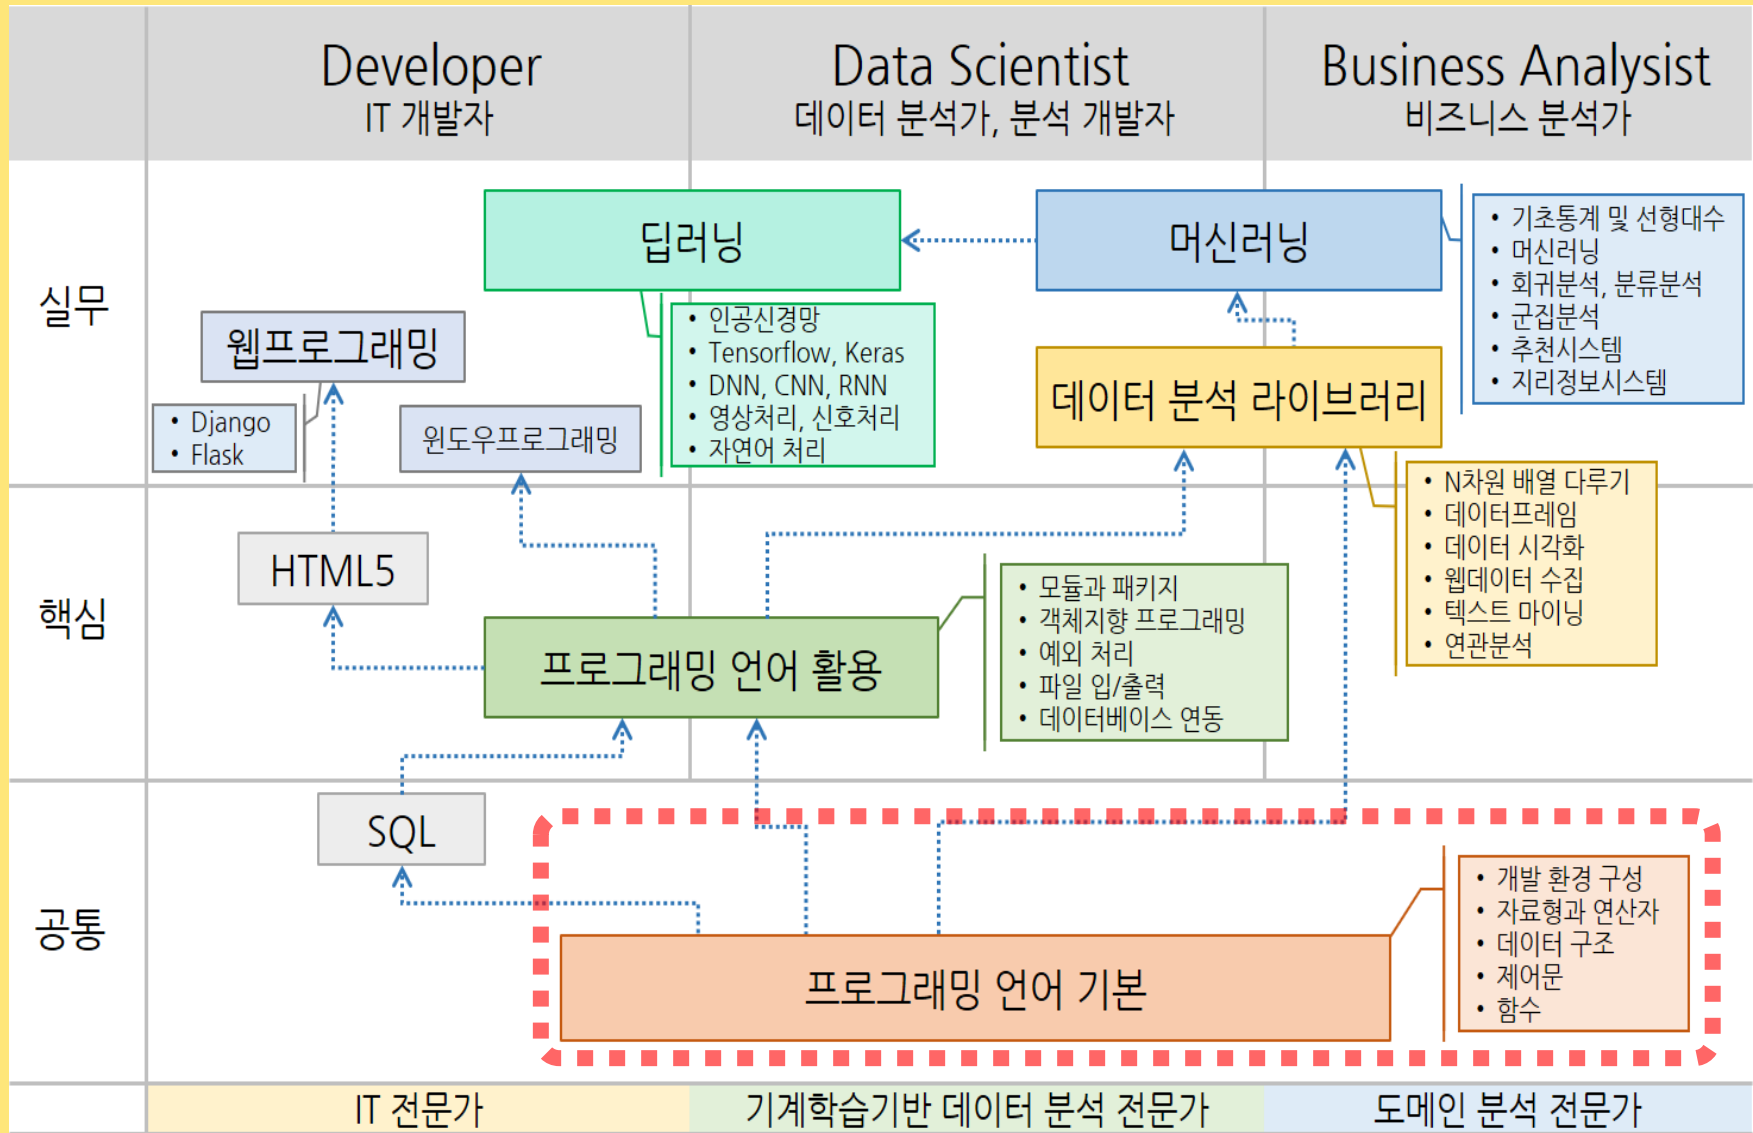 Developer
IT 개발자
Data Scientist
데이터 분석가, 분석 개발자
Business Analysist
비즈니스 분석가
실무
딥러닝
• 인공신경망
• Tensorflow, Keras
• DNN, CNN, RNN
• 영상처리, 신호처리
• 자연어 처리
머신러닝
• 기초통계 및 선형대수
• 머신러닝
• 회귀분석, 분류분석
• 군집분석
• 추천시스템
• 지리정보시스템
웹프로그래밍
• Django
• Flask
윈도우프로그래밍
데이터 분석 라이브러리
• N차원 배열 다루기
• 데이터프레임
• 데이터 시각화
• 웹데이터 수집
• 텍스트 마이닝
• 연관분석
핵심
HTML5
프로그래밍 언어 활용
• 모듈과 패키지
• 객체지향 프로그래밍
• 예외 처리
• 파일 입/출력
• 데이터베이스 연동
공통
SQL
프로그래밍 언어 기본
• 개발 환경 구성
• 자료형과 연산자
• 데이터 구조
• 제어문
• 함수
IT 전문가
기계학습기반 데이터 분석 전문가
도메인 분석 전문가